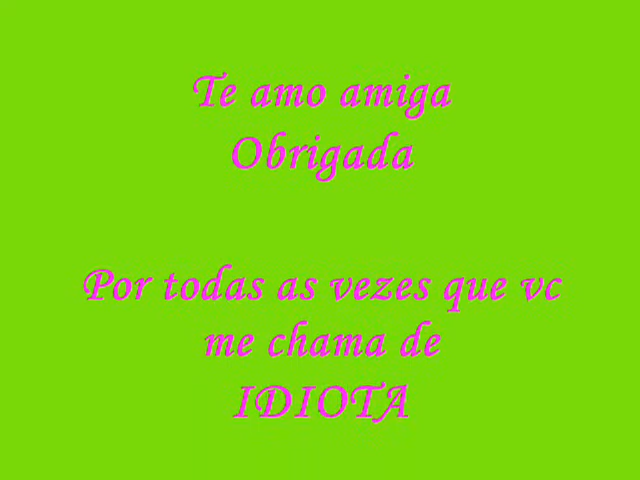 Te amo amiga
Obrigada
Por todas as vezes que vc
me chama de
IDIOTA